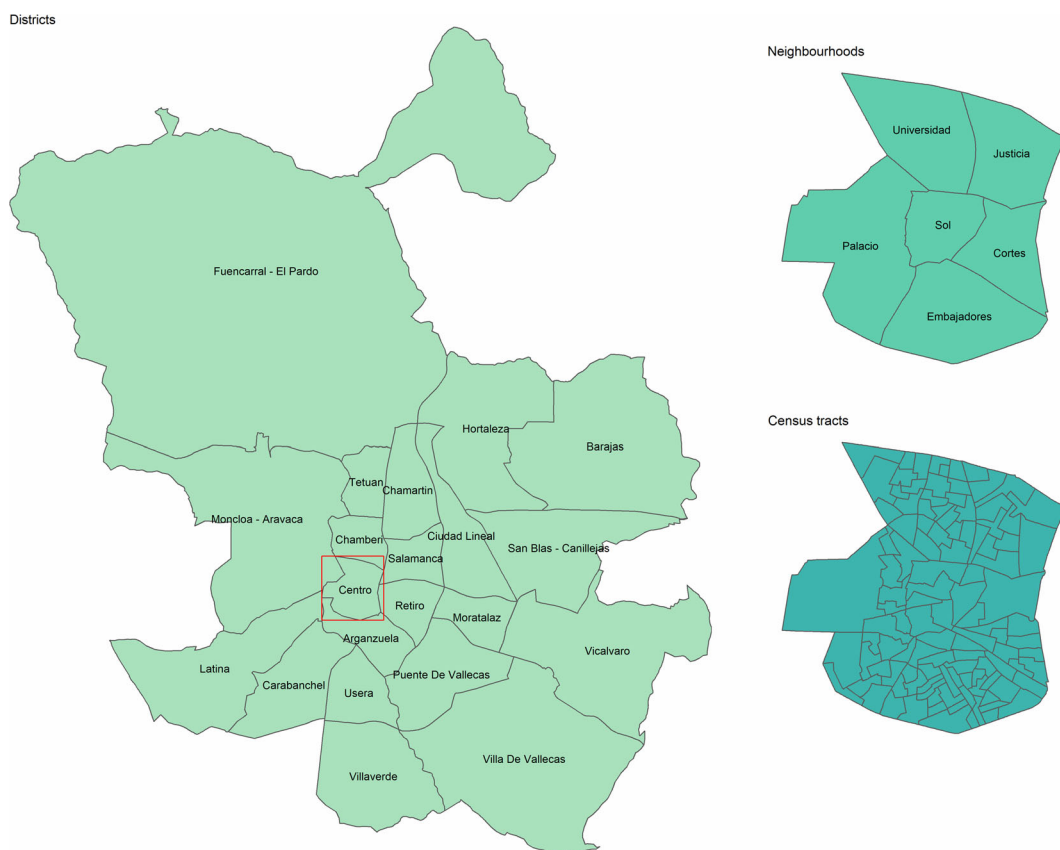 Districts
Fuencarral - El Pardo
Hortaleza
Barajas
Tetuan
Chamartin
Moncloa - Aravaca
Chamberi
Ciudad Lineal
San Blas - Canillejas
Salamanca
Centro
Retiro
Moratalaz
Arganzuela
Vicalvaro
Latina
Puente De Vallecas
Carabanchel
Usera
Villa De Vallecas
Villaverde
Neighbourhoods
Universidad
Justicia
Sol
Palacio
Cortes
Embajadores
Census tracts